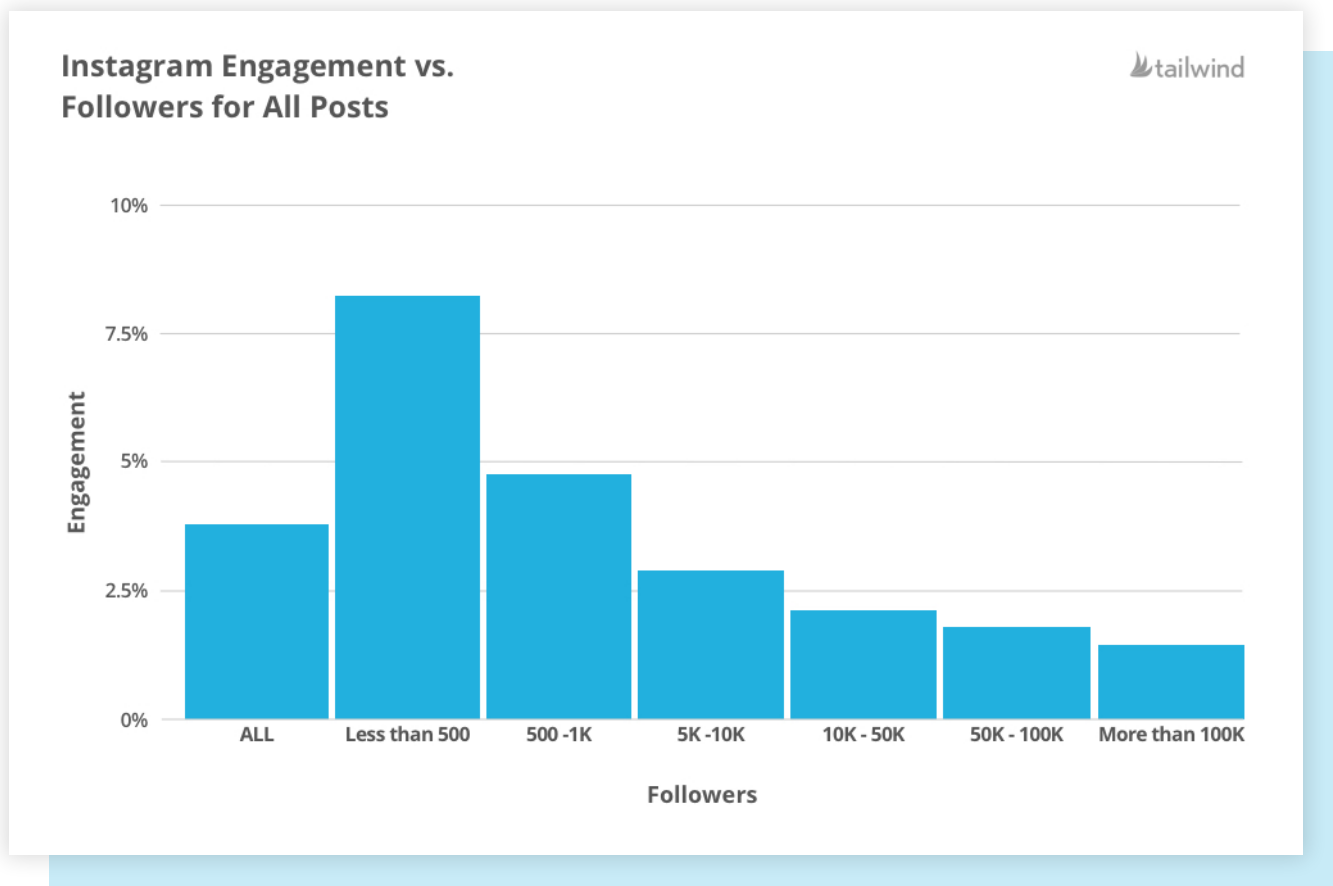 Instagram Engagement vs.
Followers for All Posts
tailwind
10%
7.5%
5%
2.5%
0%
Engagement
ALL
Less than 500
500 -1K
5K -10K
10K - 50K
50K - 100K
More than 100K
Followers